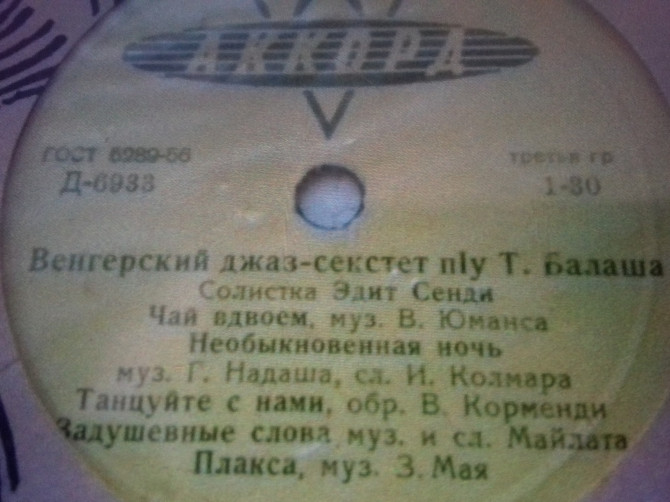 АККОРД
ГОСТ 5289-56
третья гр
Д-6933
1-30
Венгерский джаз-секстет п/у Т. Балаша
Солистка Эдит Сенди
Чай вдвоем, муз. В. Юманса
Необыкновенная ночь
муз. Г. Надаша, сл. И. Колмара
Танцуйте с нами, обр. В. Корменди
Задушевные слова муз. и сл. Майлата
Плакса, муз. З. Мая